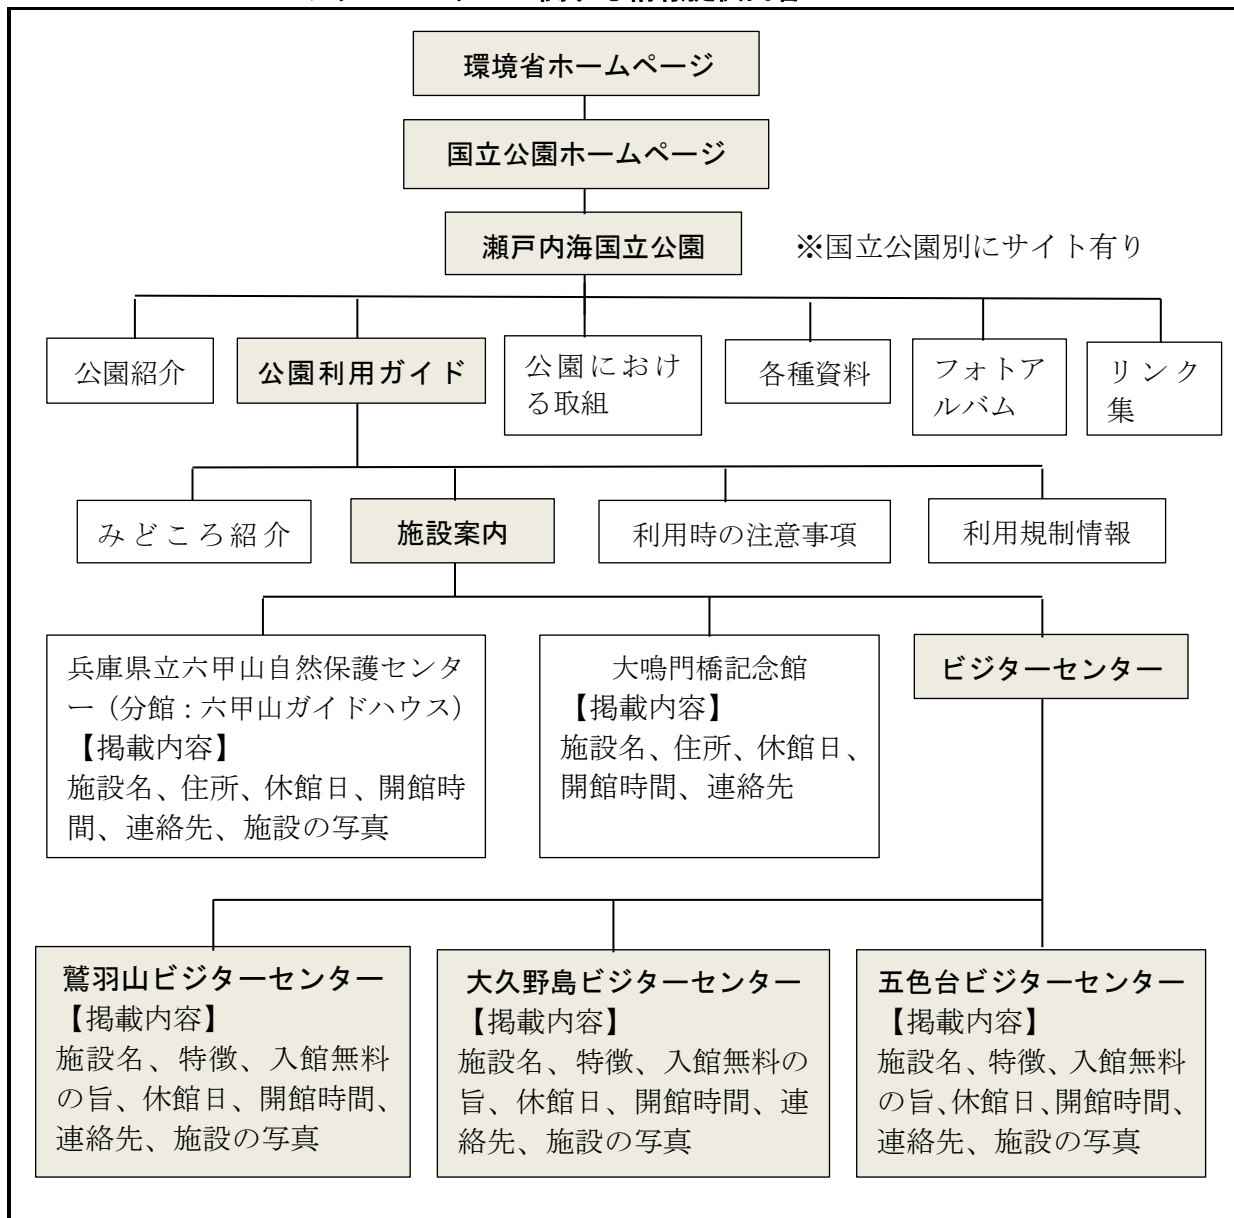 環境省ホームページ
国立公園ホームページ
瀬戸内海国立公園
※国立公園別にサイト有り
公園紹介
公園利用ガイド
公園におけ
る取組
各種資料
フォトア
ルバム
リンク
集
みどころ紹介
施設案内
利用時の注意事項
利用規制情報
兵庫県立六甲山自然保護センタ
ー（分館：六甲山ガイドハウス）
【掲載内容】
施設名、住所、休館日、開館時
間、連絡先、施設の写真
大鳴門橋記念館
【掲載内容】
施設名、住所、休館日、
開館時間、連絡先
ビジターセンター
鷲羽山ビジターセンター
【掲載内容】
施設名、特徴、入館無料
の旨、休館日、開館時間、
連絡先、施設の写真
大久野島ビジターセンター
【掲載内容】
施設名、特徴、入館無料の
旨、休館日、開館時間、連
絡先、施設の写真
五色台ビジターセンター
【掲載内容】
施設名、特徴、入館無料
の旨、休館日、開館時間、
連絡先、施設の写真